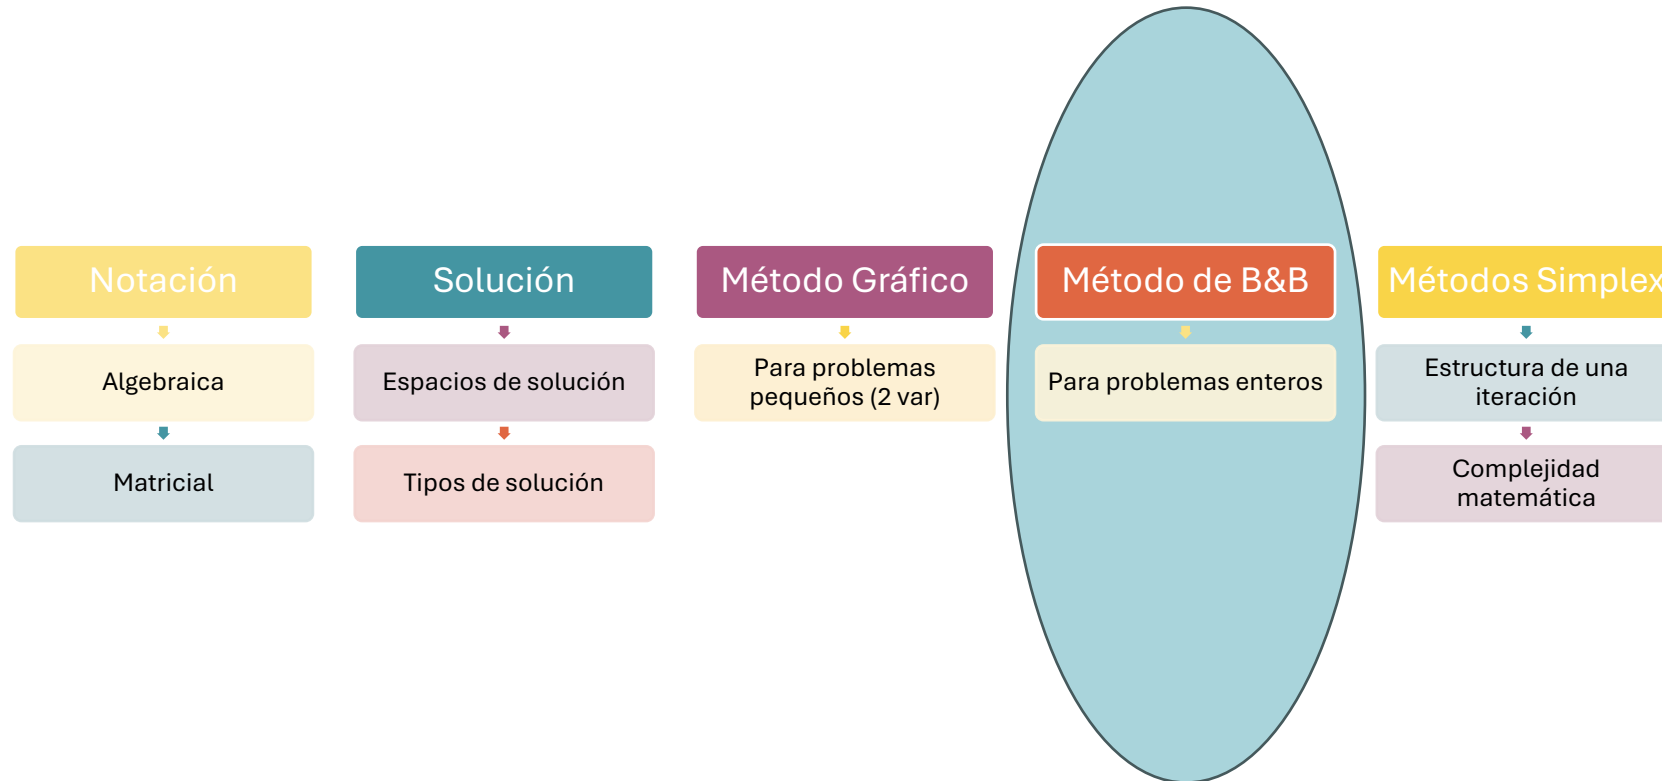 Notación
Algebraica
Matricial
Solución
Espacios de solución
Tipos de solución
Método Gráfico
Para problemas
pequeños (2 var)
Método de B&B
Para problemas enteros
Métodos Simplex
Estructura de una
iteración
Complejidad
matemática